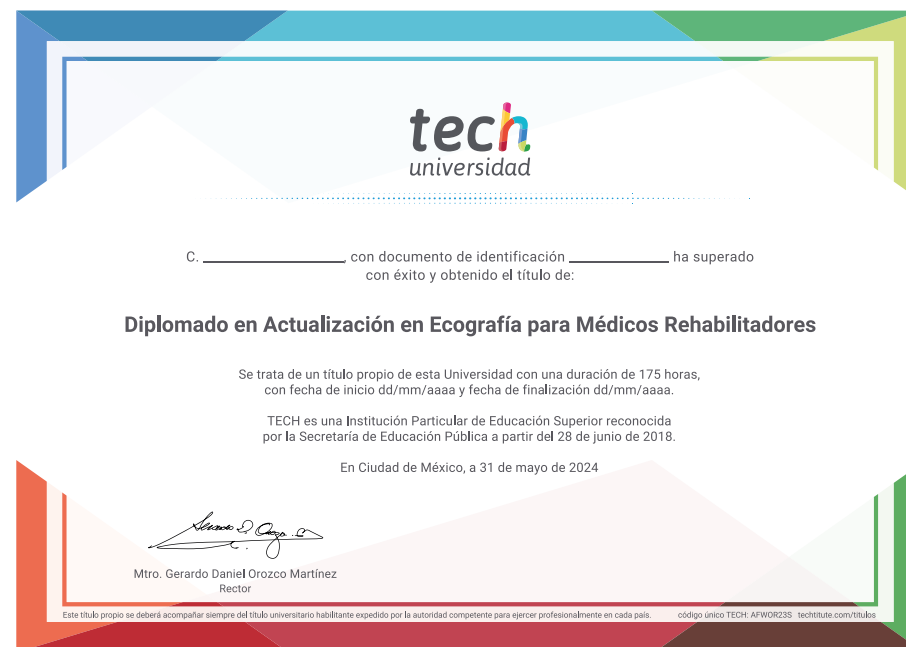 tech
universidad
C. ____________, con documento de identificación _________ ha superado
con éxito y obtenido el título de:
Diplomado en Actualización en Ecografía para Médicos Rehabilitadores
Se trata de un título propio de esta Universidad con una duración de 175 horas,
con fecha de inicio dd/mm/aaaa y fecha de finalización dd/mm/aaaa.
TECH es una Institución Particular de Educación Superior reconocida
por la Secretaría de Educación Pública a partir del 28 de junio de 2018.
En Ciudad de México, a 31 de mayo de 2024
Mtro. Gerardo Daniel Orozco Martínez
Rector
Este título propio se deberá acompañar siempre del título universitario habilitante expedido por la autoridad competente para ejercer profesionalmente en cada país. código único TECH: AFWOR23S techtitute.com/titulos